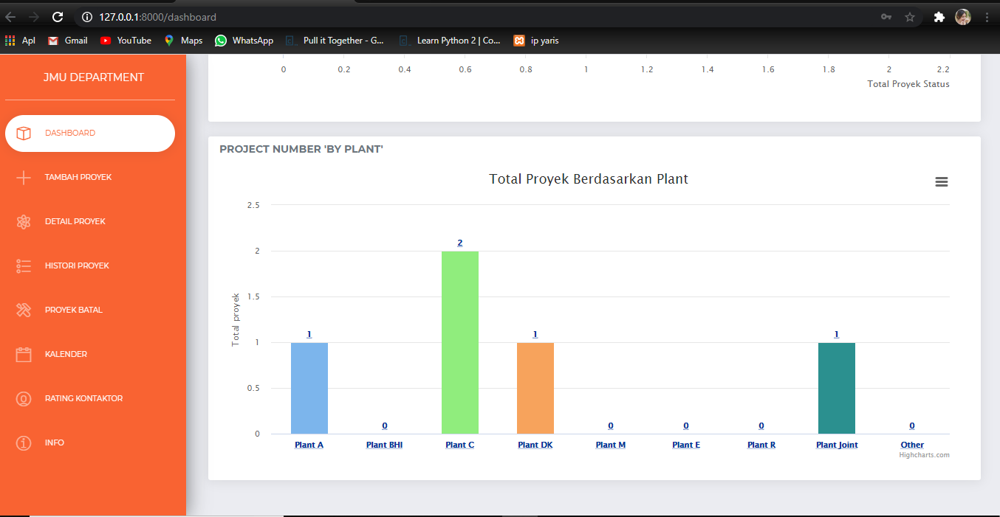 127.0.0.1:8000/dashboard
Apl Gmail YouTube Maps WhatsApp Pull it Together - G... Learn Python 2 | Co... ip yaris
JMU DEPARTMENT
DASHBOARD
TAMBAH PROYEK
DETAIL PROYEK
HISTORI PROYEK
PROYEK BATAL
KALENDER
RATING KONTAKTOR
INFO
0 0.2 0.4 0.6 0.8 1 1.2 1.4 1.6 1.8 2 2.2
Total Proyek Status
PROJECT NUMBER 'BY PLANT'
Total Proyek Berdasarkan Plant
Total proyek
2.5
2
1.5
1
0.5
0
1 0 2 1 0 0 0 1 0
Plant A Plant BHI Plant C Plant DK Plant M Plant E Plant R Plant Joint Other
Highcharts.com